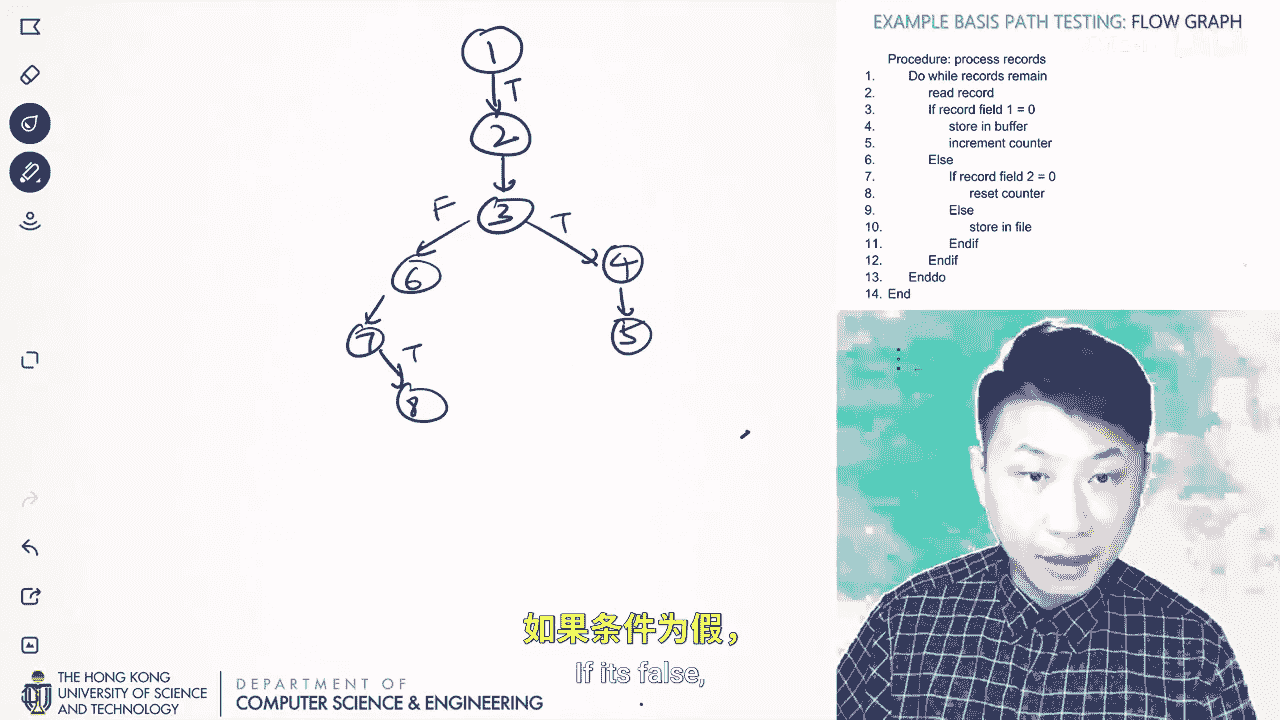 EXAMPLE BASIS PATH TESTING: FLOW GRAPH
Procedure: process records
1. Do while records remain
2. read record
3. If record field 1 = 0
4. store in buffer
5. increment counter
6. Else
7. If record field 2 = 0
8. reset counter
9. Else
10. store in file
11. Endif
12. Endif
13. Enddo
14. End
1
T
2
F
3
T
6
4
7
T
5
8
如果条件为假，
If its false,
THE HONG KONG
UNIVERSITY OF SCIENCE
AND TECHNOLOGY
DEPARTMENT OF
COMPUTER SCIENCE & ENGINEERING